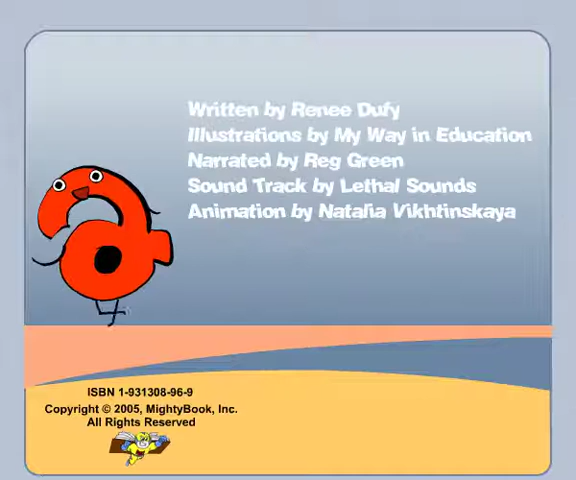 Written by Renee Dufy
Illustrations by My Way in Education
Narrated by Reg Green
Sound Track by Lethal Sounds
Animation by Natalia Vikhtinskaya
ISBN 1-931308-96-9
Copyright © 2005, MightyBook, Inc.
All Rights Reserved